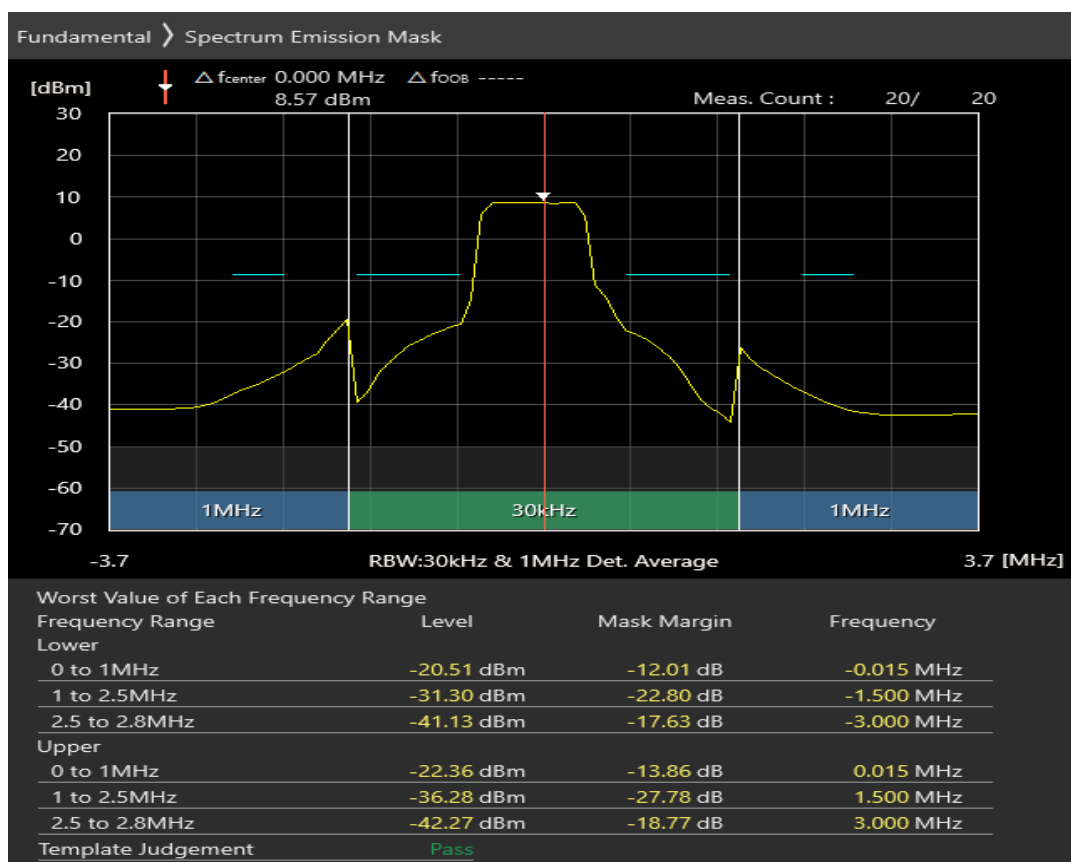 Fundamental 》 Spectrum Emission Mask
△ fcenter 0.000 MHz △ fOOB -----
[dBm] 8.57 dBm Meas. Count : 20/ 20
30
20
10
0
-10
-20
-30
-40
-50
-60
1MHz 30kHz 1MHz
-70
-3.7 RBW:30kHz & 1MHz Det. Average 3.7 [MHz]
Worst Value of Each Frequency Range
Frequency Range Level Mask Margin Frequency
Lower
0 to 1MHz -20.51 dBm -12.01 dB -0.015 MHz
1 to 2.5MHz -31.30 dBm -22.80 dB -1.500 MHz
2.5 to 2.8MHz -41.13 dBm -17.63 dB -3.000 MHz
Upper
0 to 1MHz -22.36 dBm -13.86 dB 0.015 MHz
1 to 2.5MHz -36.28 dBm -27.78 dB 1.500 MHz
2.5 to 2.8MHz -42.27 dBm -18.77 dB 3.000 MHz
Template Judgement Pass